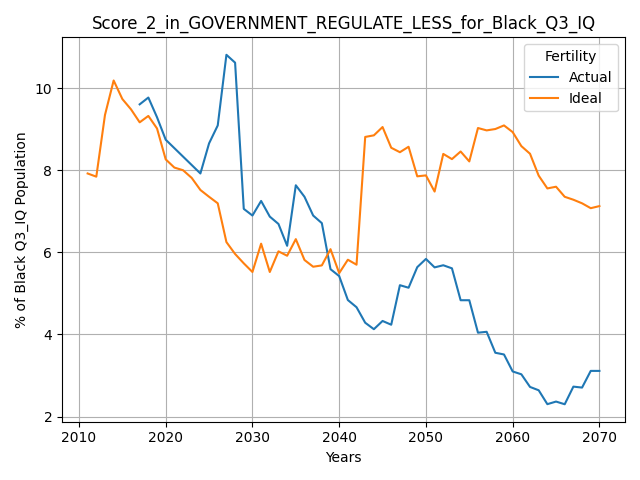 Score_2_in_GOVERNMENT_REGULATE_LESS_for_Black_Q3_IQ
Fertility
Actual
Ideal
% of Black Q3_IQ Population
10
8
6
4
2
2010 2020 2030 2040 2050 2060 2070
Years